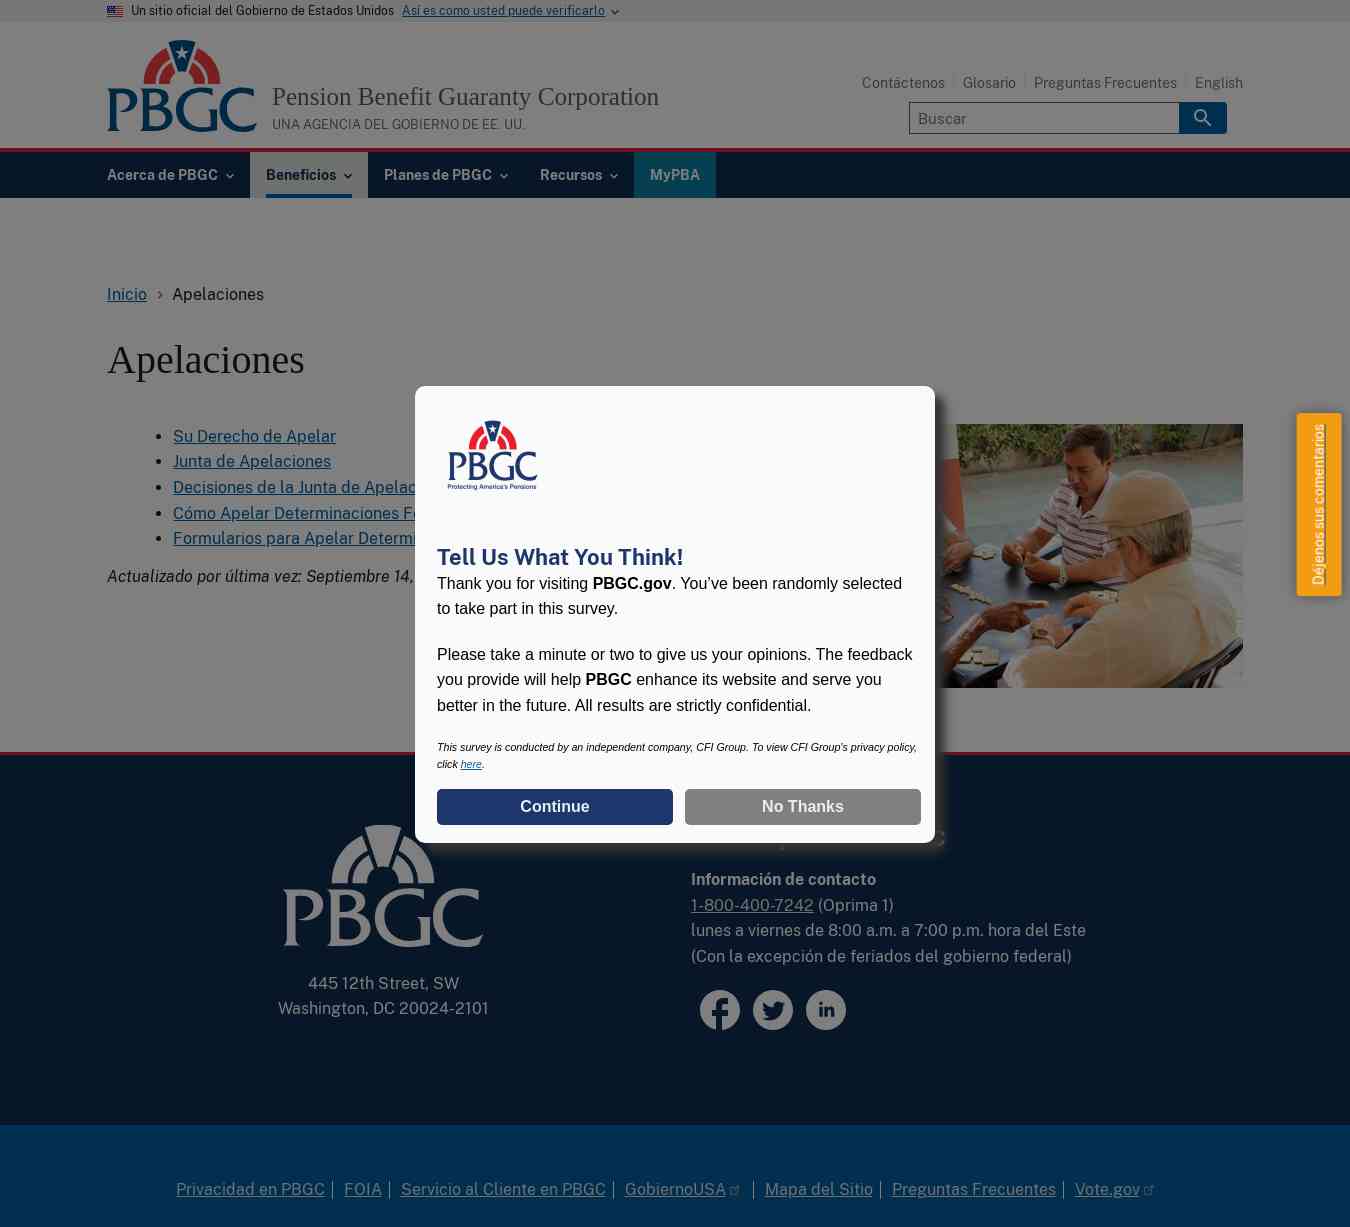 Un sitio oficial del Gobierno de Estados Unidos Así es como usted puede verificarlo
PBGC
Pension Benefit Guaranty Corporation
UNA AGENCIA DEL GOBIERNO DE EE. UU.
Contáctenos Glosario Preguntas Frecuentes English
Buscar
Acerca de PBGC Beneficios Planes de PBGC Recursos MyPBA
Inicio Apelaciones
Apelaciones
Su Derecho de Apelar
Junta de Apelaciones
Decisiones de la Junta de
Cómo Apelar Determinaciones
Formularios para Apelar
Actualizado por última vez: Septiembre 14,
PBGC
Protecting America's Pensions
Tell Us What You Think!
Thank you for visiting PBGC.gov. You’ve been randomly selected
to take part in this survey.
Please take a minute or two to give us your opinions. The feedback
you provide will help PBGC enhance its website and serve you
better in the future. All results are strictly confidential.
This survey is conducted by an independent company, CFI Group. To view CFI Group's privacy policy,
click here.
Continue No Thanks
Déjenos sus comentarios
PBGC
445 12th Street, SW
Washington, DC 20024-2101
Información de contacto
1-800-400-7242 (Oprima 1)
lunes a viernes de 8:00 a.m. a 7:00 p.m. hora del Este
(Con la excepción de feriados del gobierno federal)
Privacidad en PBGC FOIA Servicio al Cliente en PBGC GobiernoUSA Mapa del Sitio Preguntas Frecuentes Vote.gov